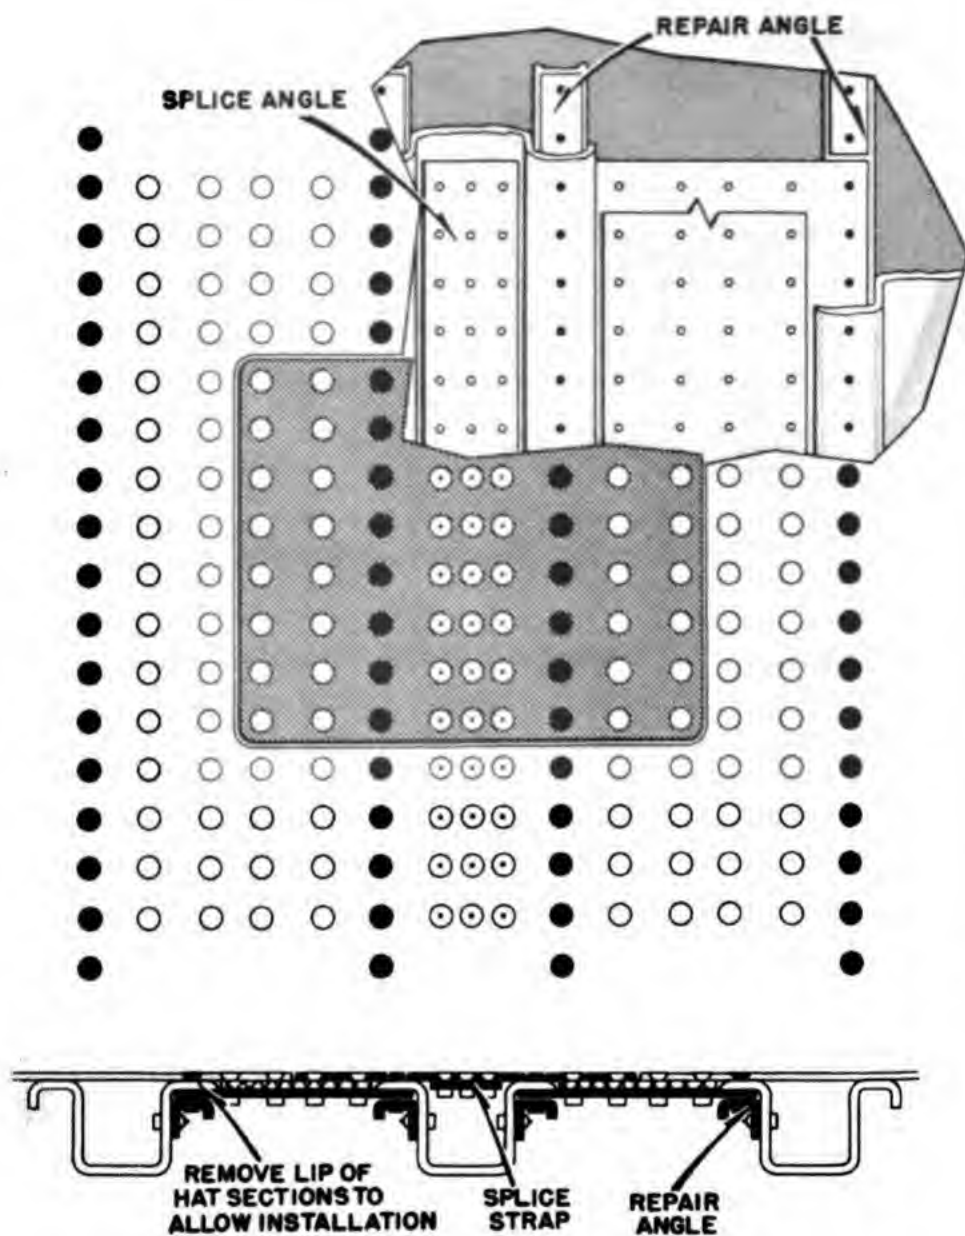 REPAIR ANGLE
SPLICE ANGLE
REMOVE LIP OF
HAT SECTIONS TO
ALLOW INSTALLATION
SPLICE
STRAP
REPAIR
ANGLE